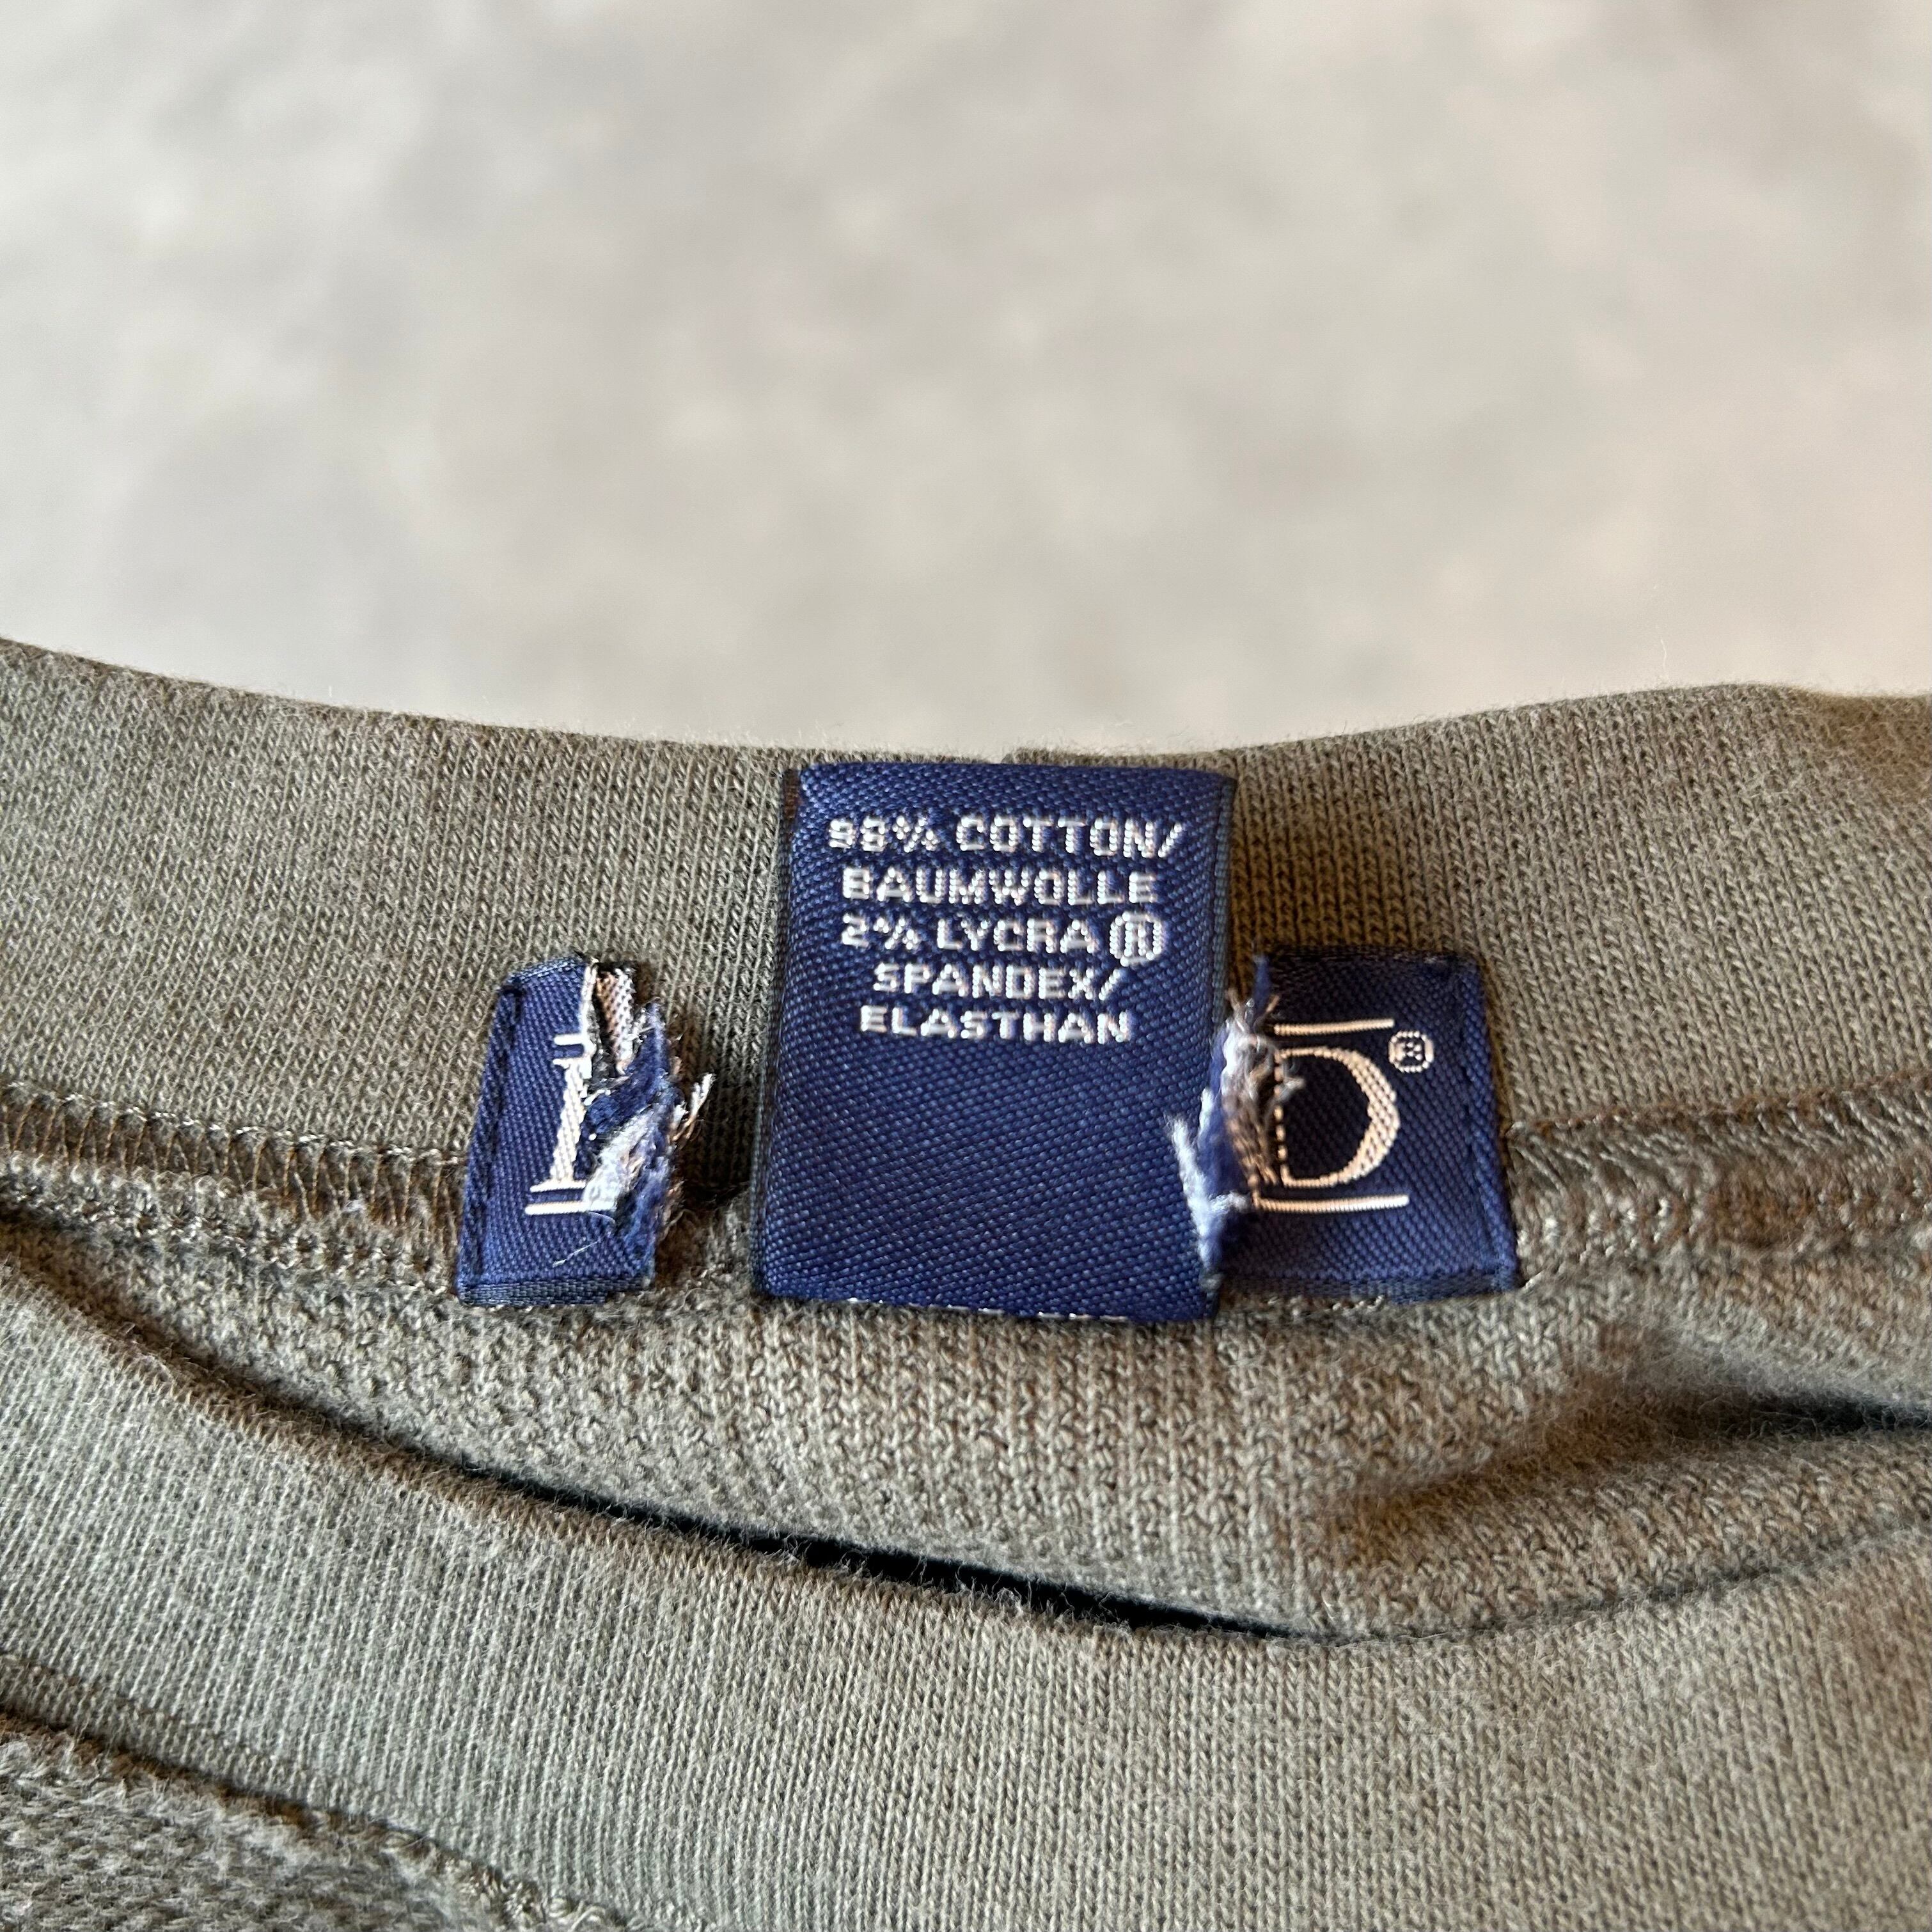 98% COTTON/
BAUMWOLLE
2% LYCRA ®
SPANDEX/
ELASTHAN
D®